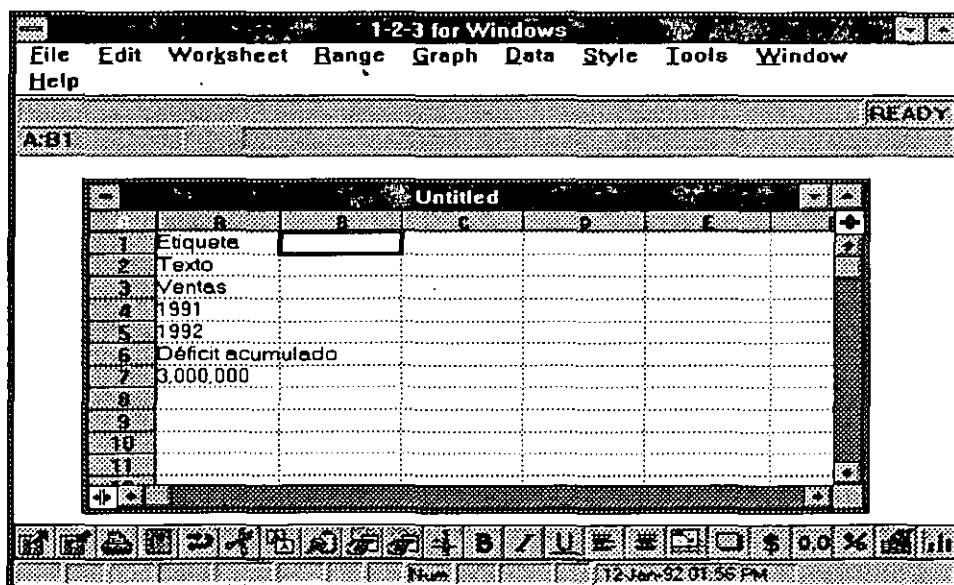 1-2-3 for Windows
File Edit Worksheet Range Graph Data Style Tools Window
Help
READY
A:B1
Untitled
A B C D E
1 Etiqueta
2 Texto
3 Ventas
4 1991
5 1992
6 Déficit acumulado
7 3,000,000
8
9
10
11
B I U $ 0,0 %
Num 12-Jan-92 01:56 PM